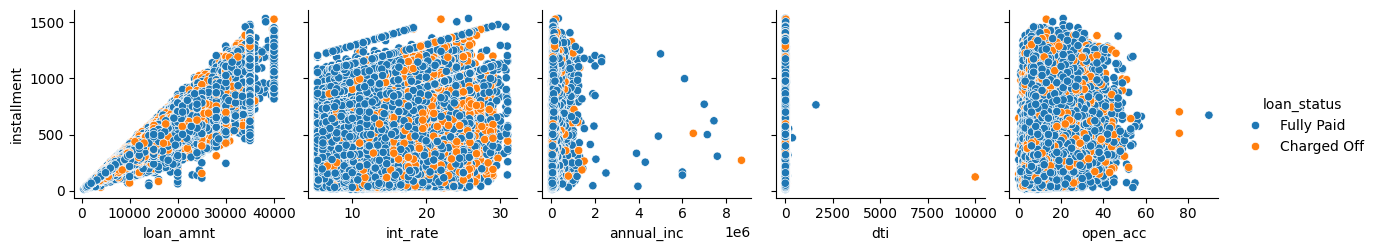 installment
1500
1000
500
0
0 10000 20000 30000 40000
loan_amnt
10 20 30
int_rate
0 2 4 6 8
1e6
annual_inc
0 2500 5000 7500 10000
dti
0 20 40 60 80
open_acc
loan_status
Fully Paid
Charged Off